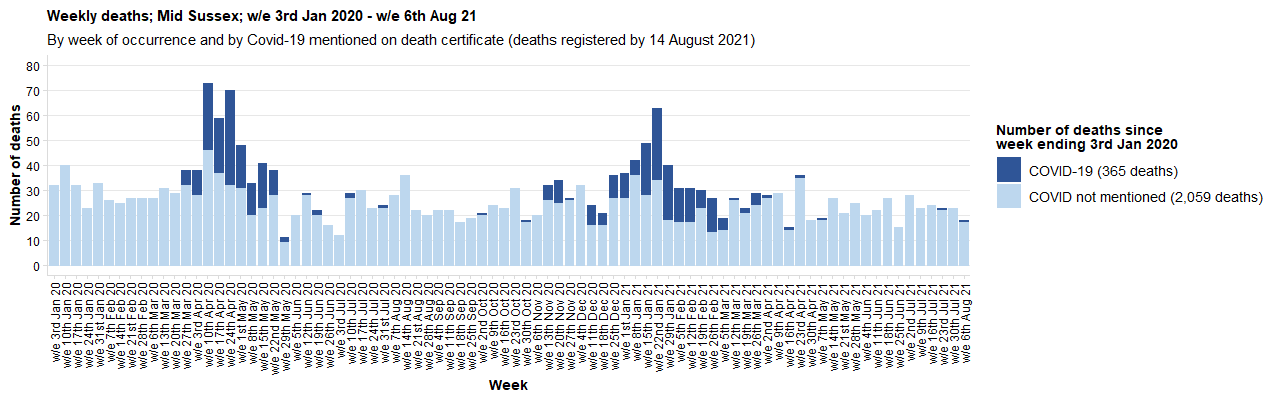 Weekly deaths; Mid Sussex; w/e 3rd Jan 2020 - w/e 6th Aug 21
By week of occurrence and by Covid-19 mentioned on death certificate (deaths registered by 14 August 2021)
Number of deaths
80
70
60
50
40
30
20
10
0
w/e 3rd Jan 20
w/e 10th Jan 20
w/e 17th Jan 20
w/e 24th Jan 20
w/e 31st Jan 20
w/e 7th Feb 20
w/e 14th Feb 20
w/e 21st Feb 20
w/e 28th Feb 20
w/e 6th Mar 20
w/e 13th Mar 20
w/e 20th Mar 20
w/e 27th Mar 20
w/e 3rd Apr 20
w/e 10th Apr 20
w/e 17th Apr 20
w/e 24th Apr 20
w/e 1st May 20
w/e 8th May 20
w/e 15th May 20
w/e 22nd May 20
w/e 29th May 20
w/e 5th Jun 20
w/e 12th Jun 20
w/e 19th Jun 20
w/e 26th Jun 20
w/e 3rd Jul 20
w/e 10th Jul 20
w/e 17th Jul 20
w/e 24th Jul 20
w/e 31st Jul 20
w/e 7th Aug 20
w/e 14th Aug 20
w/e 21st Aug 20
w/e 28th Aug 20
w/e 4th Sep 20
w/e 11th Sep 20
w/e 18th Sep 20
w/e 25th Sep 20
w/e 2nd Oct 20
w/e 9th Oct 20
w/e 16th Oct 20
w/e 23rd Oct 20
w/e 30th Oct 20
w/e 6th Nov 20
w/e 13th Nov 20
w/e 20th Nov 20
w/e 27th Nov 20
w/e 4th Dec 20
w/e 11th Dec 20
w/e 18th Dec 20
w/e 25th Dec 20
w/e 1st Jan 21
w/e 8th Jan 21
w/e 15th Jan 21
w/e 22nd Jan 21
w/e 29th Jan 21
w/e 5th Feb 21
w/e 12th Feb 21
w/e 19th Feb 21
w/e 26th Feb 21
w/e 5th Mar 21
w/e 12th Mar 21
w/e 19th Mar 21
w/e 26th Mar 21
w/e 2nd Apr 21
w/e 9th Apr 21
w/e 16th Apr 21
w/e 23rd Apr 21
w/e 30th Apr 21
w/e 7th May 21
w/e 14th May 21
w/e 21st May 21
w/e 28th May 21
w/e 4th Jun 21
w/e 11th Jun 21
w/e 18th Jun 21
w/e 25th Jun 21
w/e 2nd Jul 21
w/e 9th Jul 21
w/e 16th Jul 21
w/e 23rd Jul 21
w/e 30th Jul 21
w/e 6th Aug 21
Week
Number of deaths since
week ending 3rd Jan 2020
COVID-19 (365 deaths)
COVID not mentioned (2,059 deaths)